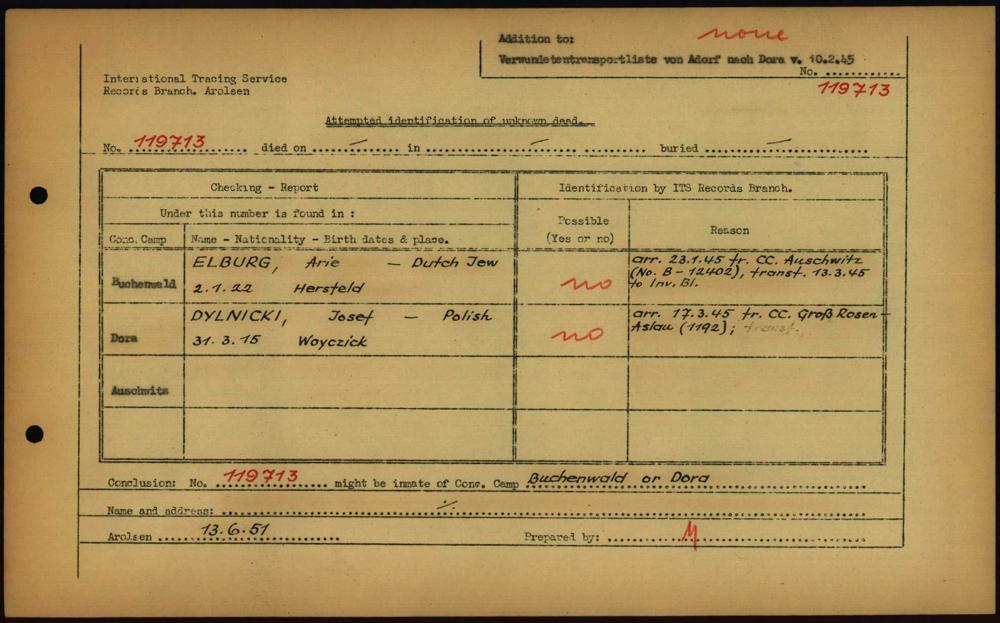 Addition to: none
Verwundetentransportliste von Adorf nach Dora v. 10.2.45
No. ............
119713
International Tracing Service
Records Branch. Arolsen
Attempted identification of unknown dead.
No. 119713 died on ..... — ..... in ..... — ..... buried ..... — .....
Checking - Report
Identification by ITS Records Branch.
Under this number is found in :
Possible
(Yes or no)
Reason
Conc. Camp
Name - Nationality - Birth dates & place.
Buchenwald
ELBURG, Arie — Dutch Jew
2.1.22 Hersfeld
no
arr. 23.1.45 fr. CC. Auschwitz
(No. B-12402), transf. 13.3.45
to Inv. Bl.
Dora
DYLNICKI, Josef — Polish
31.3.15 Woyczick
no
arr. 17.3.45 fr. CC. Groß Rosen-
Aslau (1192); transf.
Auschwitz
Conclusion: No. 119713 might be inmate of Conc. Camp Buchenwald or Dora
Name and address: ..... ·/. .....
Arolsen 13.6.51
Prepared by: .....